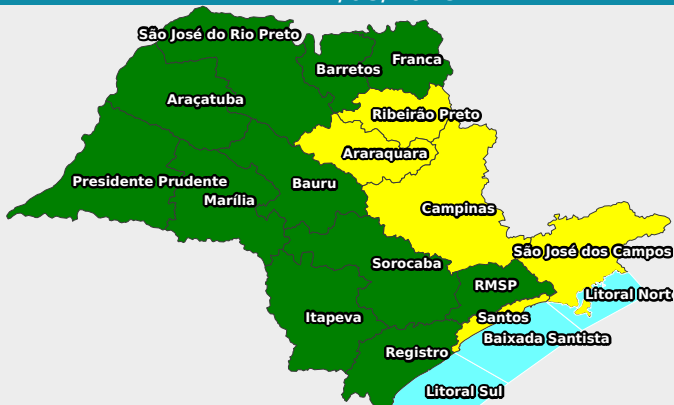 São José do Rio Preto
Franca
Barretos
Araçatuba
Ribeirão Preto
Araraquara
Presidente Prudente
Bauru
Marília
Campinas
São José dos Campos
Sorocaba
RMSP
Litoral Nort
Itapeva
Santos
Baixada Santista
Registro
Litoral Sul